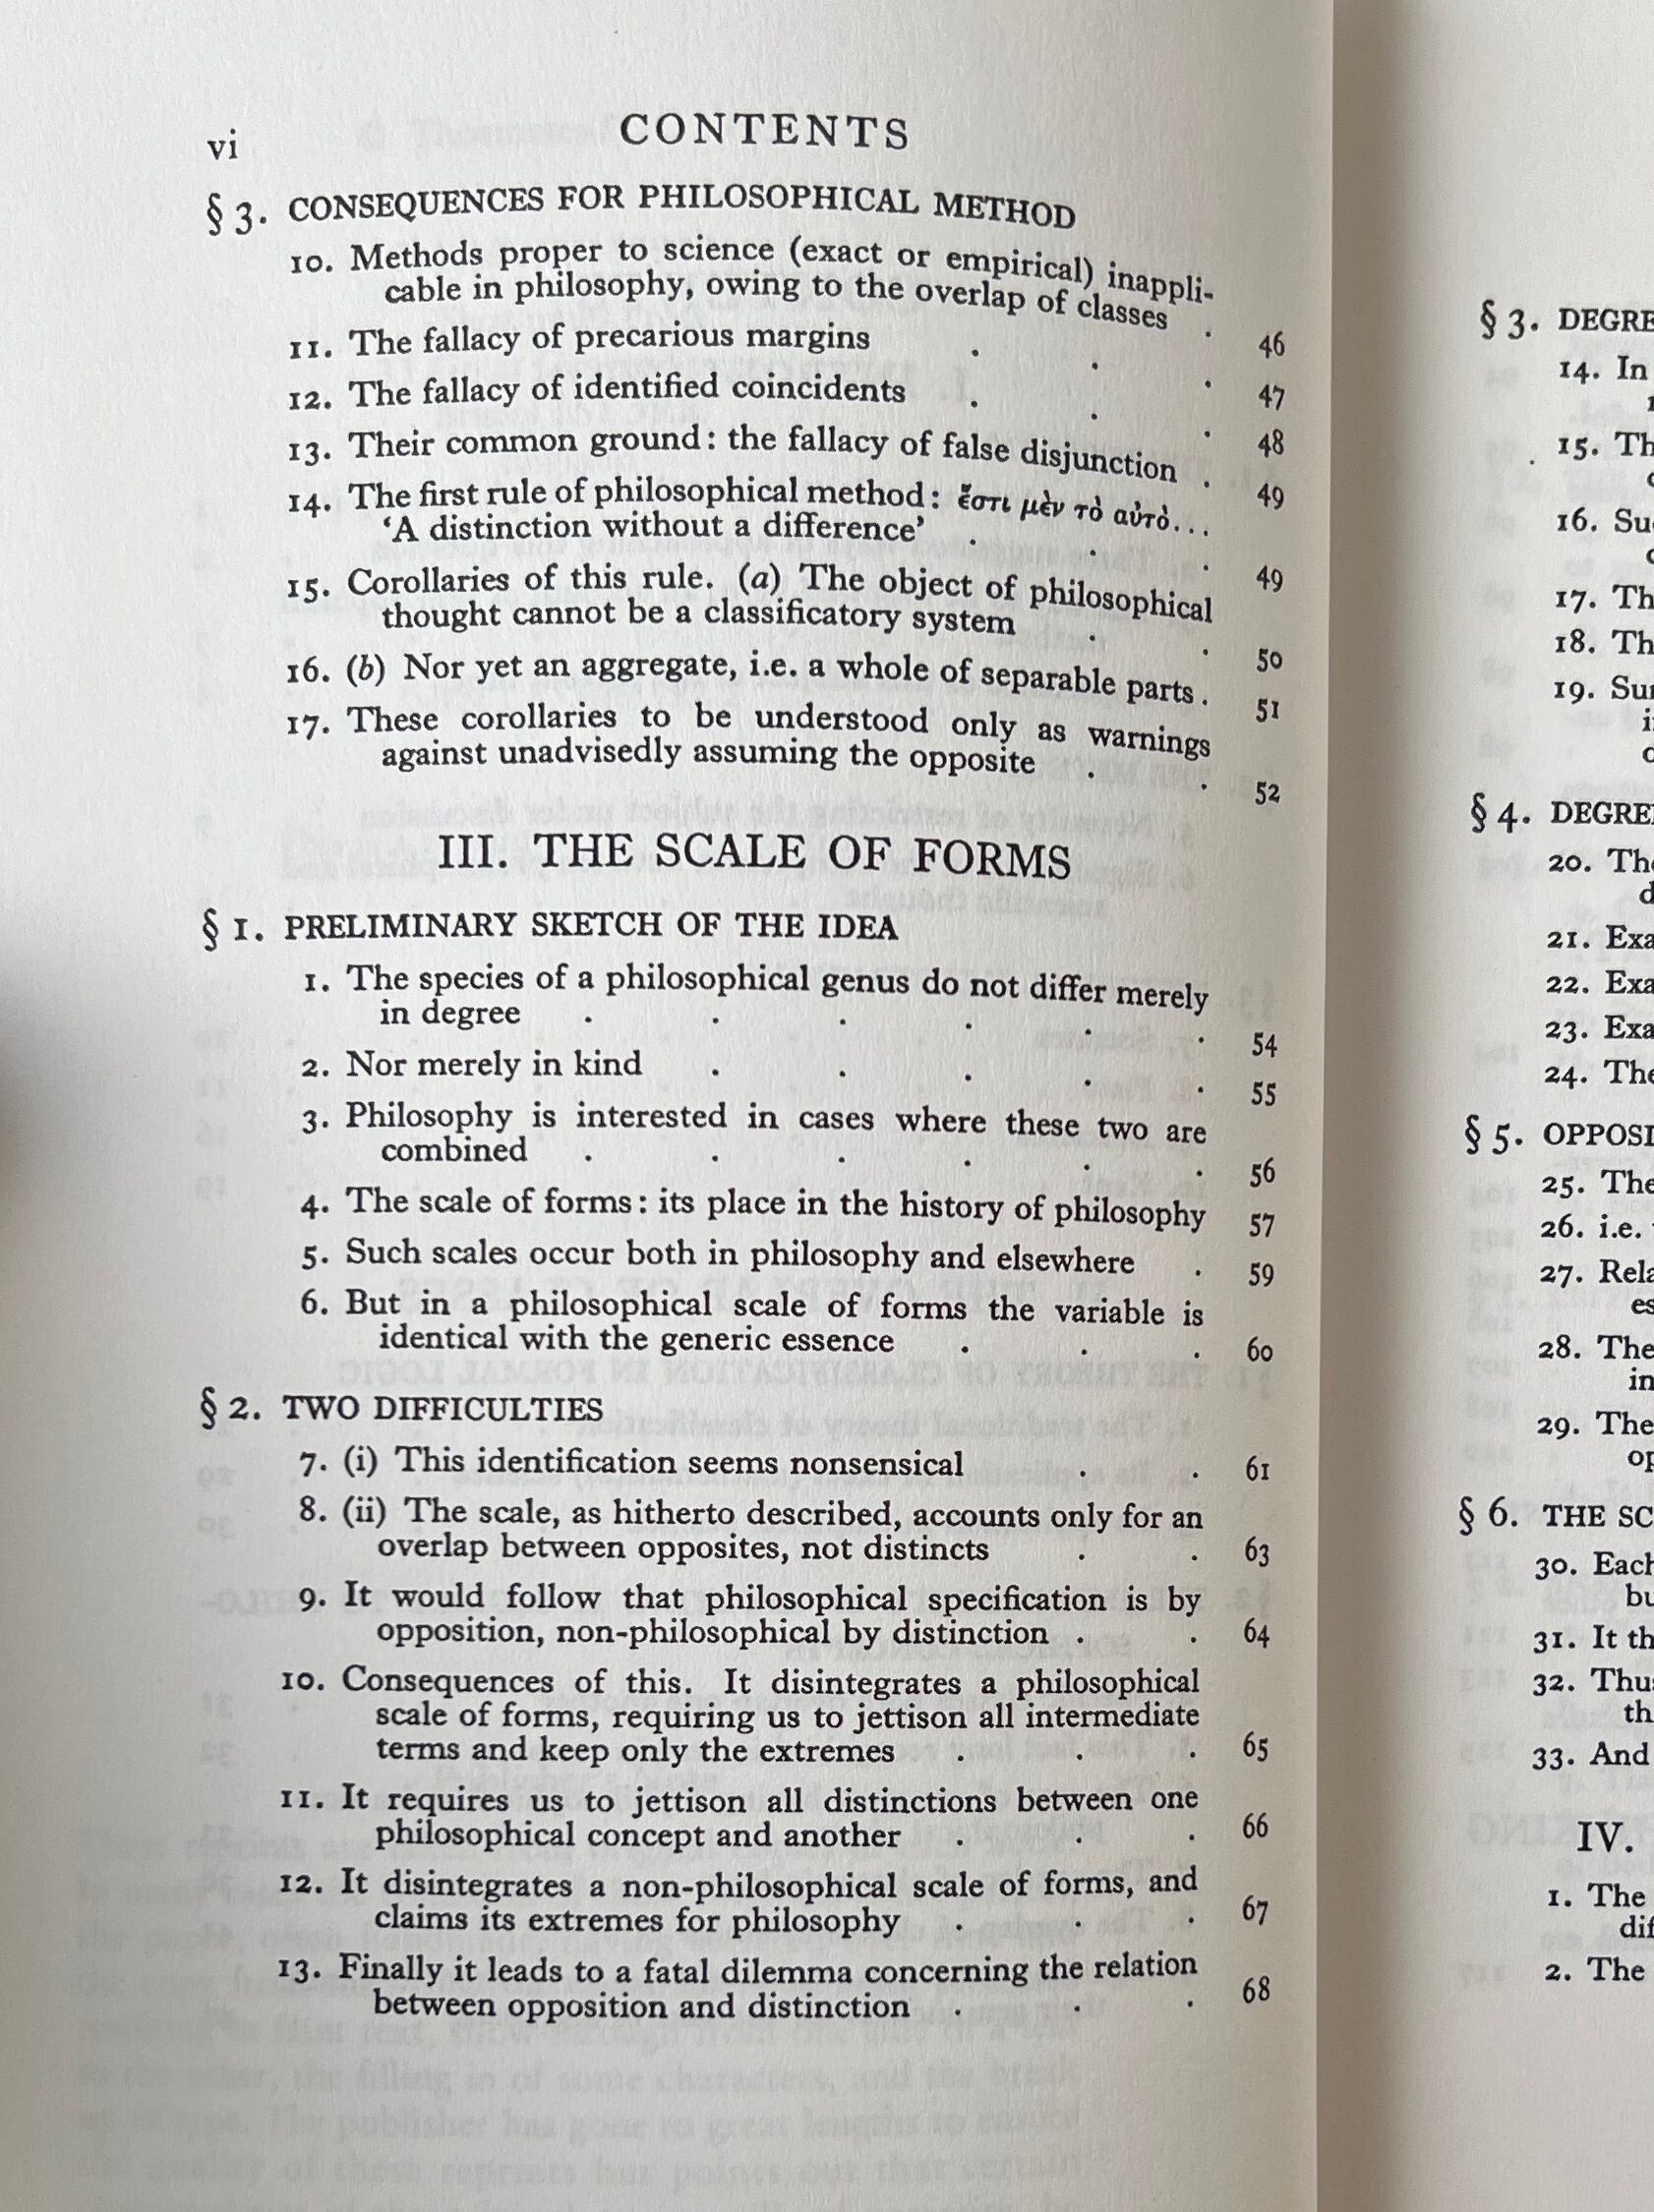 vi CONTENTS
§ 3. CONSEQUENCES FOR PHILOSOPHICAL METHOD
10. Methods proper to science (exact or empirical) inappli-
cable in philosophy, owing to the overlap of classes . 46
11. The fallacy of precarious margins . . . 47
12. The fallacy of identified coincidents . . . 48
13. Their common ground: the fallacy of false disjunction . 49
14. The first rule of philosophical method: ἔστι μὲν τὸ αὐτὸ...
‘A distinction without a difference’ . . . 49
15. Corollaries of this rule. (a) The object of philosophical
thought cannot be a classificatory system . . 50
16. (b) Nor yet an aggregate, i.e. a whole of separable parts . 51
17. These corollaries to be understood only as warnings
against unadvisedly assuming the opposite . . 52
III. THE SCALE OF FORMS
§ 1. PRELIMINARY SKETCH OF THE IDEA
1. The species of a philosophical genus do not differ merely
in degree . . . . . . 54
2. Nor merely in kind . . . . . 55
3. Philosophy is interested in cases where these two are
combined . . . . . . 56
4. The scale of forms: its place in the history of philosophy 57
5. Such scales occur both in philosophy and elsewhere . 59
6. But in a philosophical scale of forms the variable is
identical with the generic essence . . . 60
§ 2. TWO DIFFICULTIES
7. (i) This identification seems nonsensical . . 61
8. (ii) The scale, as hitherto described, accounts only for an
overlap between opposites, not distincts . . 63
9. It would follow that philosophical specification is by
opposition, non-philosophical by distinction . . 64
10. Consequences of this. It disintegrates a philosophical
scale of forms, requiring us to jettison all intermediate
terms and keep only the extremes . . . 65
11. It requires us to jettison all distinctions between one
philosophical concept and another . . . 66
12. It disintegrates a non-philosophical scale of forms, and
claims its extremes for philosophy . . . 67
13. Finally it leads to a fatal dilemma concerning the relation
between opposition and distinction . . . 68
§ 3. DEGRE
14. In
15. Th
16. Su
17. Th
18. Th
19. Sur
§ 4. DEGRE
20. The
21. Exa
22. Exa
23. Exa
24. The
§ 5. OPPOSI
25. The
26. i.e.
27. Rela
es
28. The
in
29. The
op
§ 6. THE SC
30. Each
bu
31. It th
32. Thus
th
33. And
IV.
1. The
dif
2. The